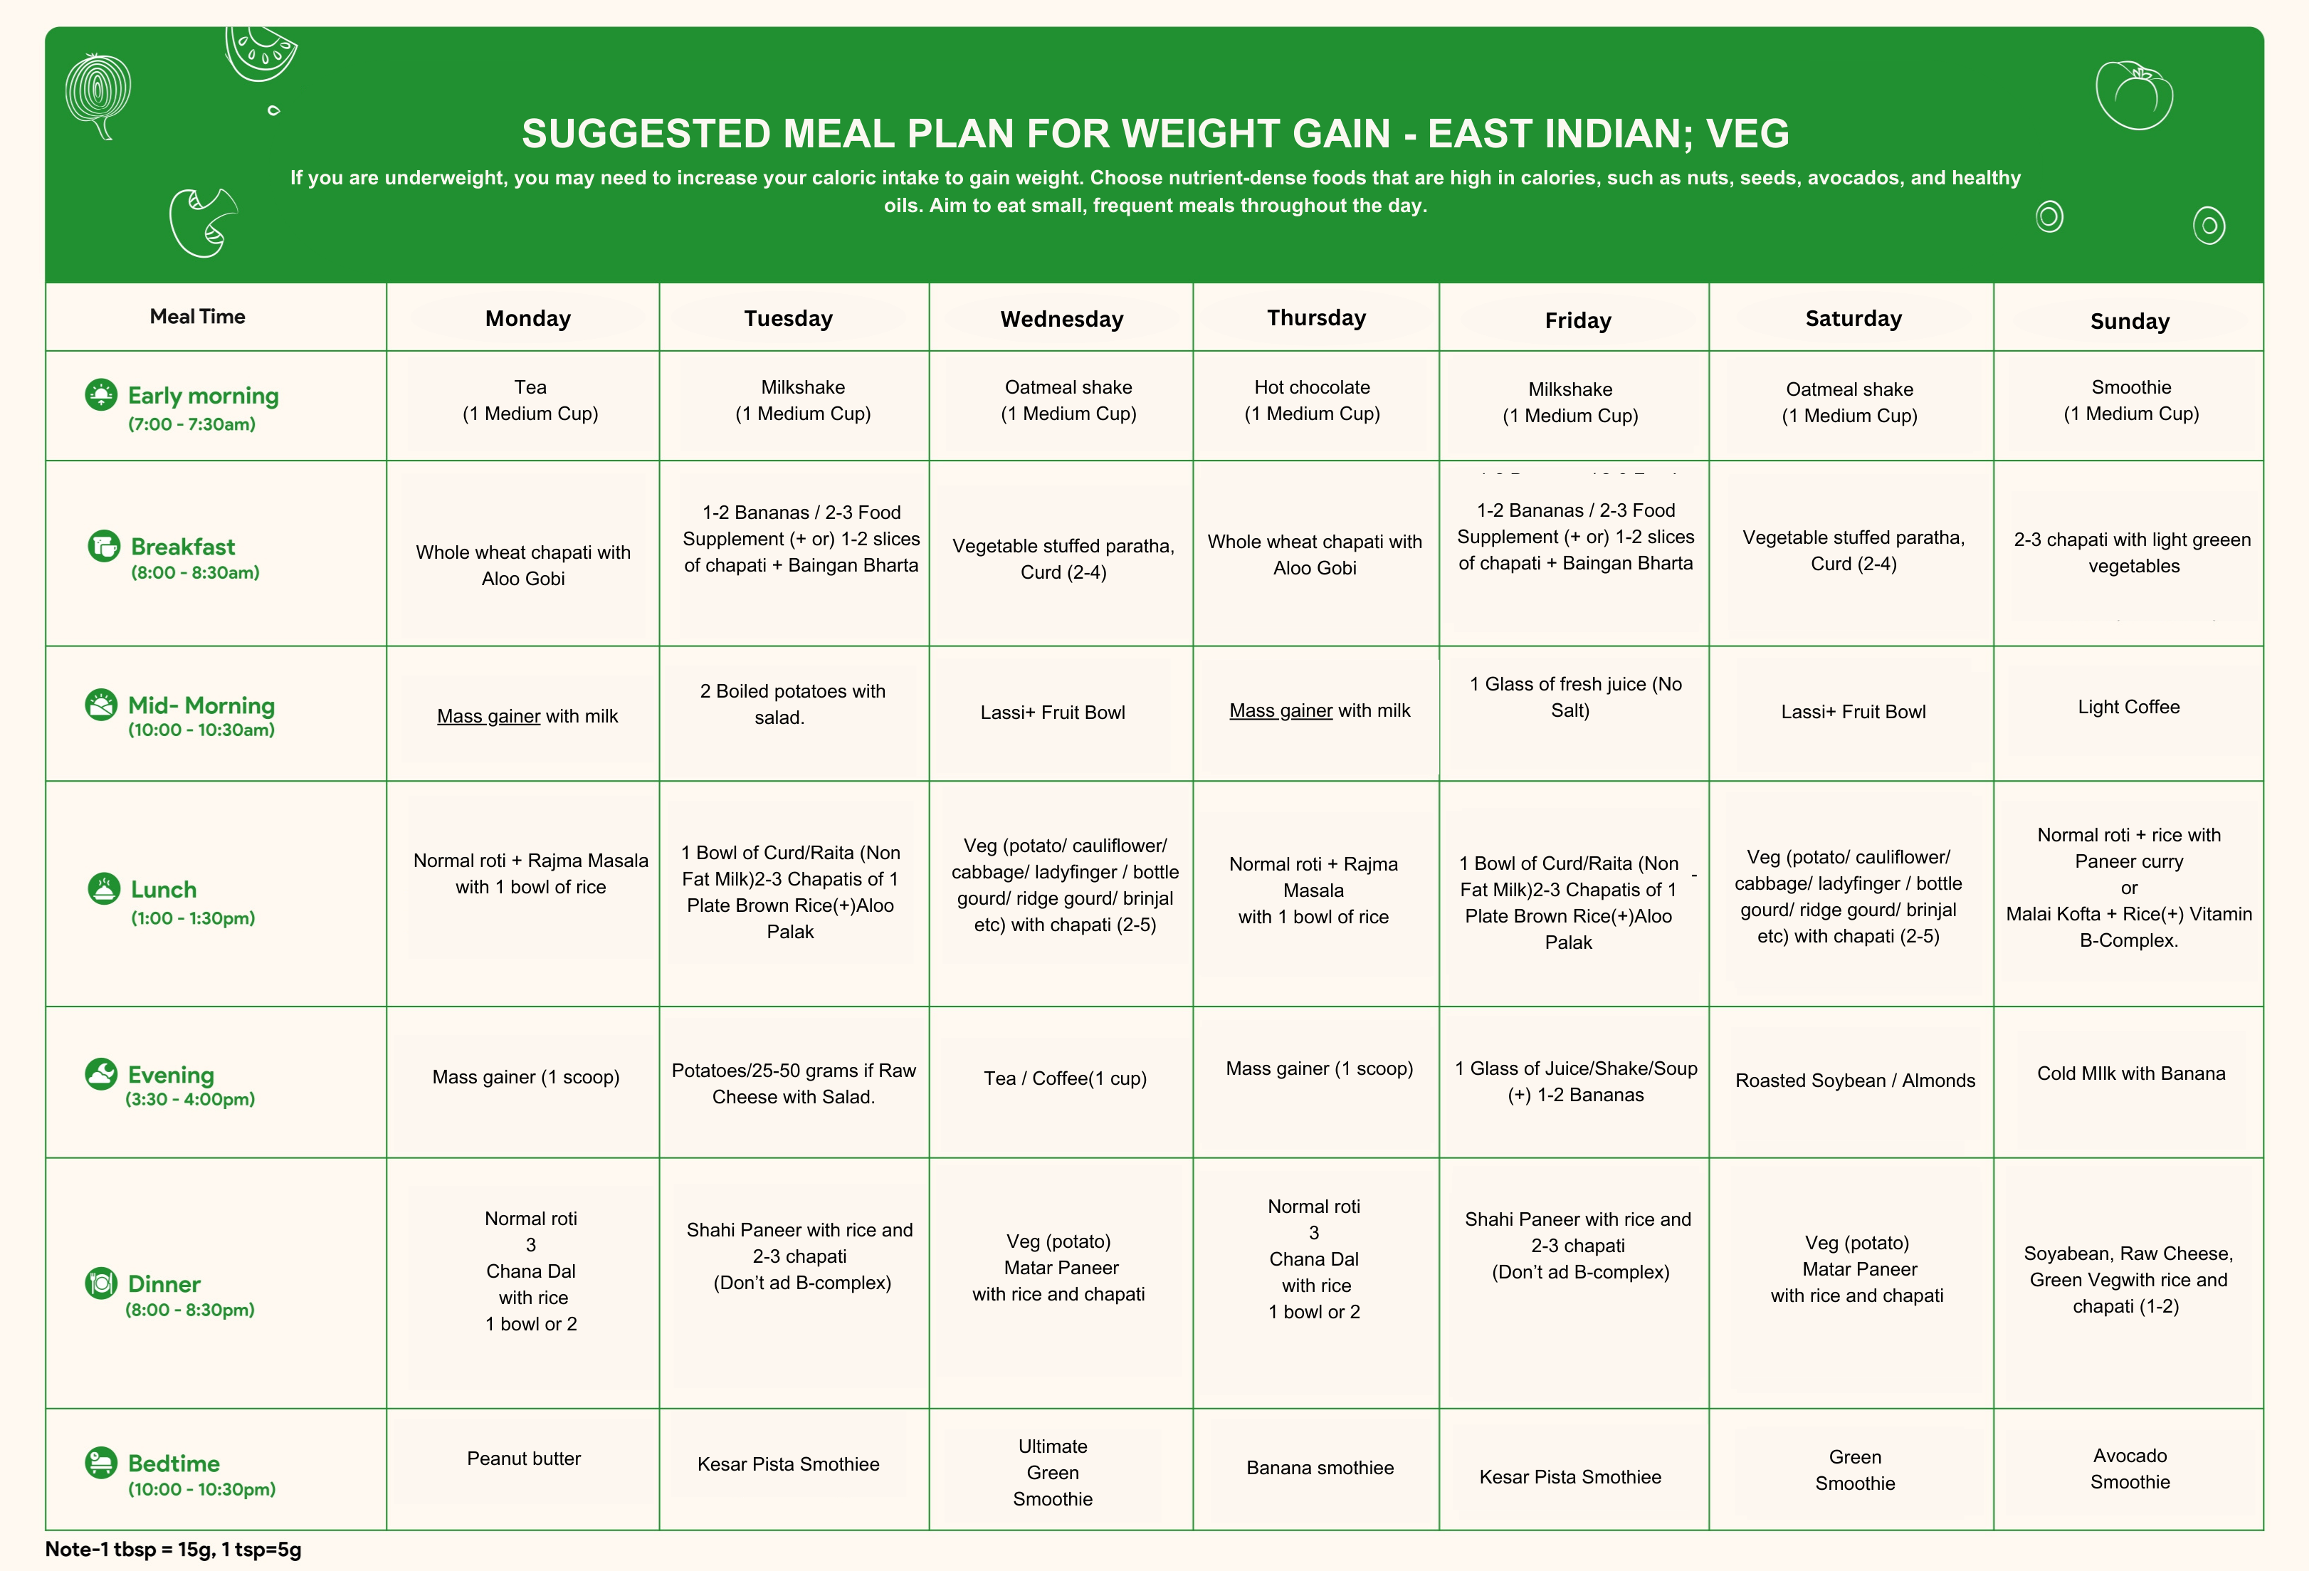 SUGGESTED MEAL PLAN FOR WEIGHT GAIN - EAST INDIAN; VEG
If you are underweight, you may need to increase your caloric intake to gain weight. Choose nutrient-dense foods that are high in calories, such as nuts, seeds, avocados, and healthy
oils. Aim to eat small, frequent meals throughout the day.
Meal Time
Monday
Tuesday
Wednesday
Thursday
Friday
Saturday
Sunday
Early morning
(7:00 - 7:30am)
Tea
(1 Medium Cup)
Milkshake
(1 Medium Cup)
Oatmeal shake
(1 Medium Cup)
Hot chocolate
(1 Medium Cup)
Milkshake
(1 Medium Cup)
Oatmeal shake
(1 Medium Cup)
Smoothie
(1 Medium Cup)
Breakfast
(8:00 - 8:30am)
Whole wheat chapati with
Aloo Gobi
1-2 Bananas / 2-3 Food
Supplement (+ or) 1-2 slices
of chapati + Baingan Bharta
Vegetable stuffed paratha,
Curd (2-4)
Whole wheat chapati with
Aloo Gobi
1-2 Bananas / 2-3 Food
Supplement (+ or) 1-2 slices
of chapati + Baingan Bharta
Vegetable stuffed paratha,
Curd (2-4)
2-3 chapati with light greeen
vegetables
Mid- Morning
(10:00 - 10:30am)
Mass gainer with milk
2 Boiled potatoes with
salad.
Lassi+ Fruit Bowl
Mass gainer with milk
1 Glass of fresh juice (No
Salt)
Lassi+ Fruit Bowl
Light Coffee
Lunch
(1:00 - 1:30pm)
Normal roti + Rajma Masala
with 1 bowl of rice
1 Bowl of Curd/Raita (Non
Fat Milk)2-3 Chapatis of 1
Plate Brown Rice(+)Aloo
Palak
Veg (potato/ cauliflower/
cabbage/ ladyfinger / bottle
gourd/ ridge gourd/ brinjal
etc) with chapati (2-5)
Normal roti + Rajma
Masala
with 1 bowl of rice
1 Bowl of Curd/Raita (Non -
Fat Milk)2-3 Chapatis of 1
Plate Brown Rice(+)Aloo
Palak
Veg (potato/ cauliflower/
cabbage/ ladyfinger / bottle
gourd/ ridge gourd/ brinjal
etc) with chapati (2-5)
Normal roti + rice with
Paneer curry
or
Malai Kofta + Rice(+) Vitamin
B-Complex.
Evening
(3:30 - 4:00pm)
Mass gainer (1 scoop)
Potatoes/25-50 grams if Raw
Cheese with Salad.
Tea / Coffee(1 cup)
Mass gainer (1 scoop)
1 Glass of Juice/Shake/Soup
(+) 1-2 Bananas
Roasted Soybean / Almonds
Cold MIlk with Banana
Dinner
(8:00 - 8:30pm)
Normal roti
3
Chana Dal
with rice
1 bowl or 2
Shahi Paneer with rice and
2-3 chapati
(Don't ad B-complex)
Veg (potato)
Matar Paneer
with rice and chapati
Normal roti
3
Chana Dal
with rice
1 bowl or 2
Shahi Paneer with rice and
2-3 chapati
(Don't ad B-complex)
Veg (potato)
Matar Paneer
with rice and chapati
Soyabean, Raw Cheese,
Green Vegwith rice and
chapati (1-2)
Bedtime
(10:00 - 10:30pm)
Peanut butter
Kesar Pista Smothiee
Ultimate
Green
Smoothie
Banana smothiee
Kesar Pista Smothiee
Green
Smoothie
Avocado
Smoothie
Note-1 tbsp = 15g, 1 tsp=5g